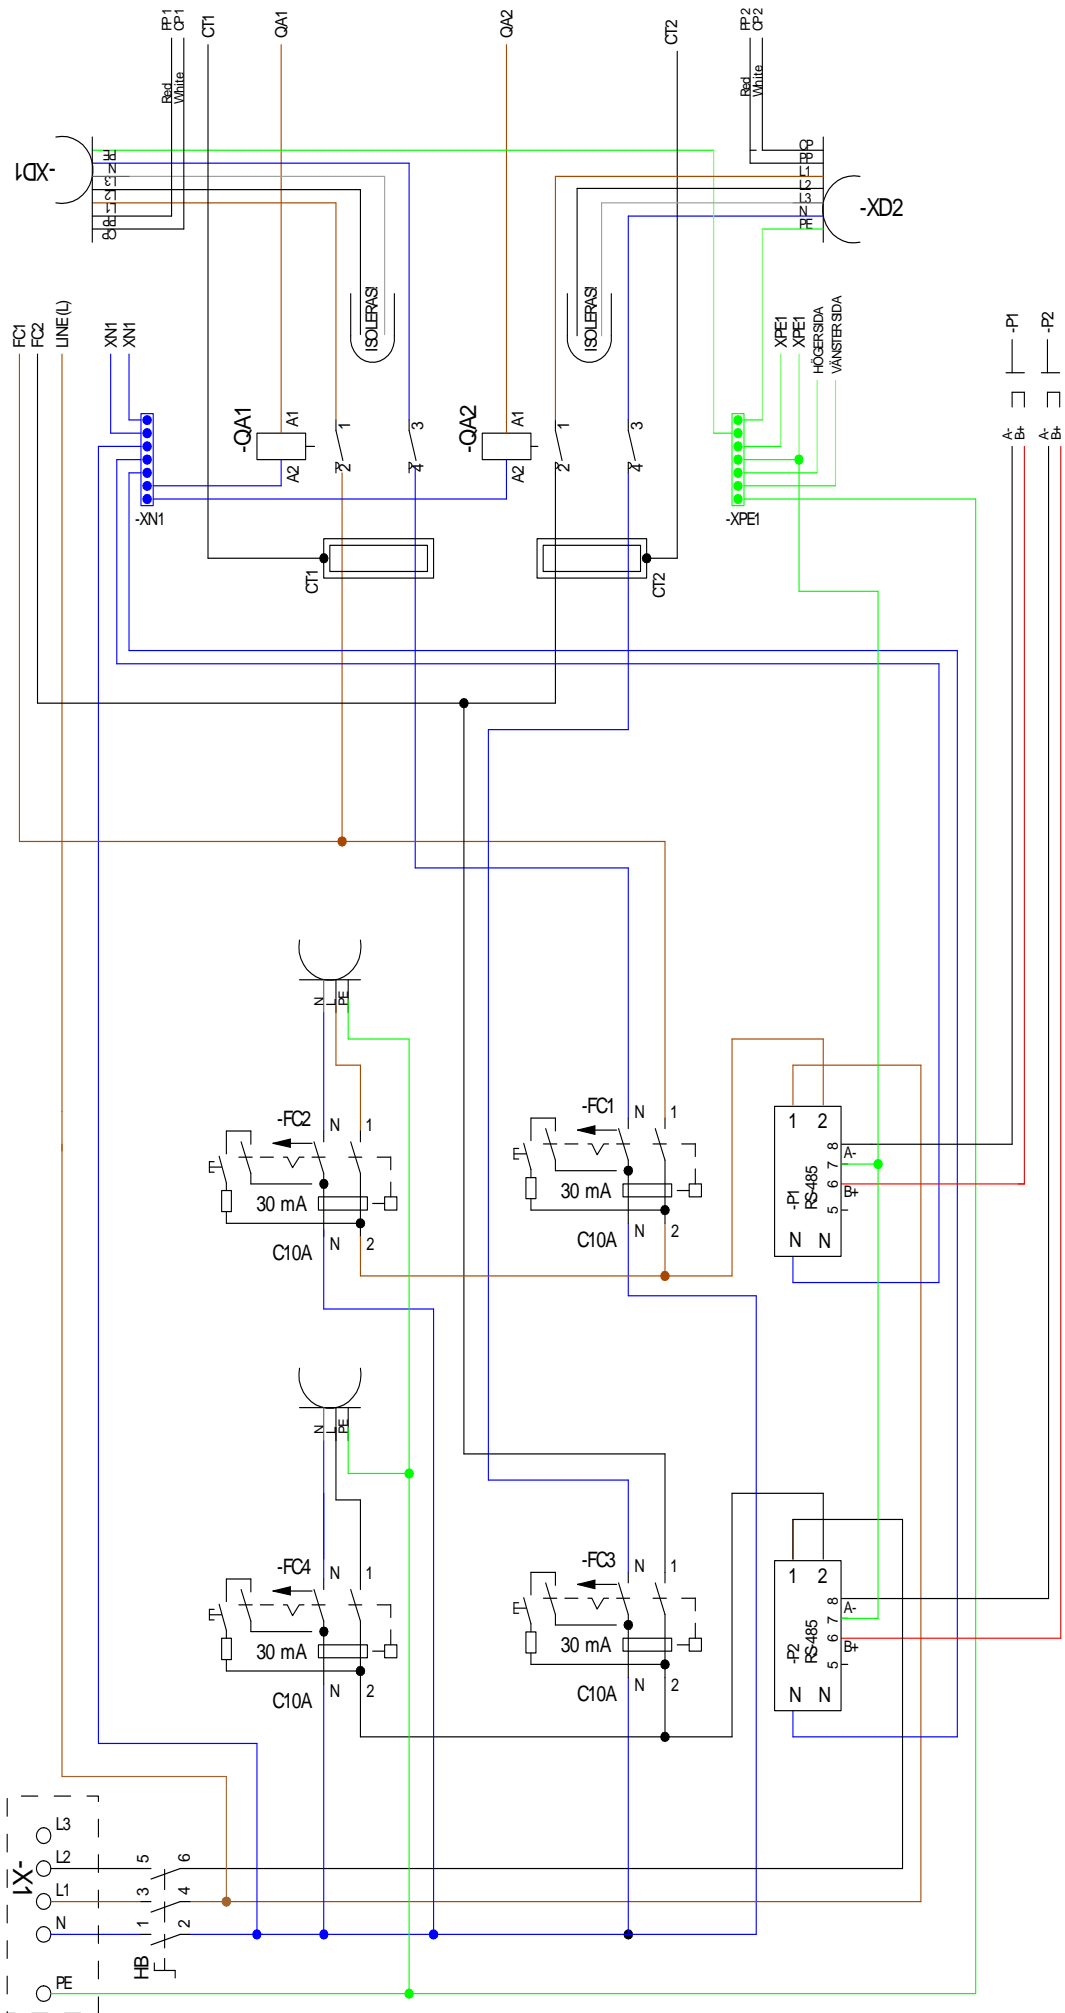 PP1
CP1
CT1
QA1
QA2
CT2
PP2
CP2
Red
White
Red
White
-XD1
PE
N
L3
L2
L1
PP
CP
CP
PP
L1
L2
L3
N
PE
-XD2
FC1
FC2
LINE (L)
XN1
XN1
ISOLERAS!
ISOLERAS!
XPE1
XPE1
HÖGER SIDA
VÄNSTER SIDA
-P1
-P2
-QA1
A1
A2
1
2
3
4
-QA2
A1
A2
1
2
3
4
A-
B+
A-
B+
-XN1
-XPE1
CT1
CT2
N
L
PE
-FC2
N
1
30 mA
C10A
N
2
-FC1
N
1
30 mA
C10A
N
2
1 2
-P1
RS485
8
7
6
5
A-
B+
N N
N
L
PE
-FC4
N
1
30 mA
C10A
N
2
-FC3
N
1
30 mA
C10A
N
2
1 2
-P2
RS485
8
7
6
5
A-
B+
N N
-X1
L3
L2
L1
N
PE
5
6
3
4
1
2
HB